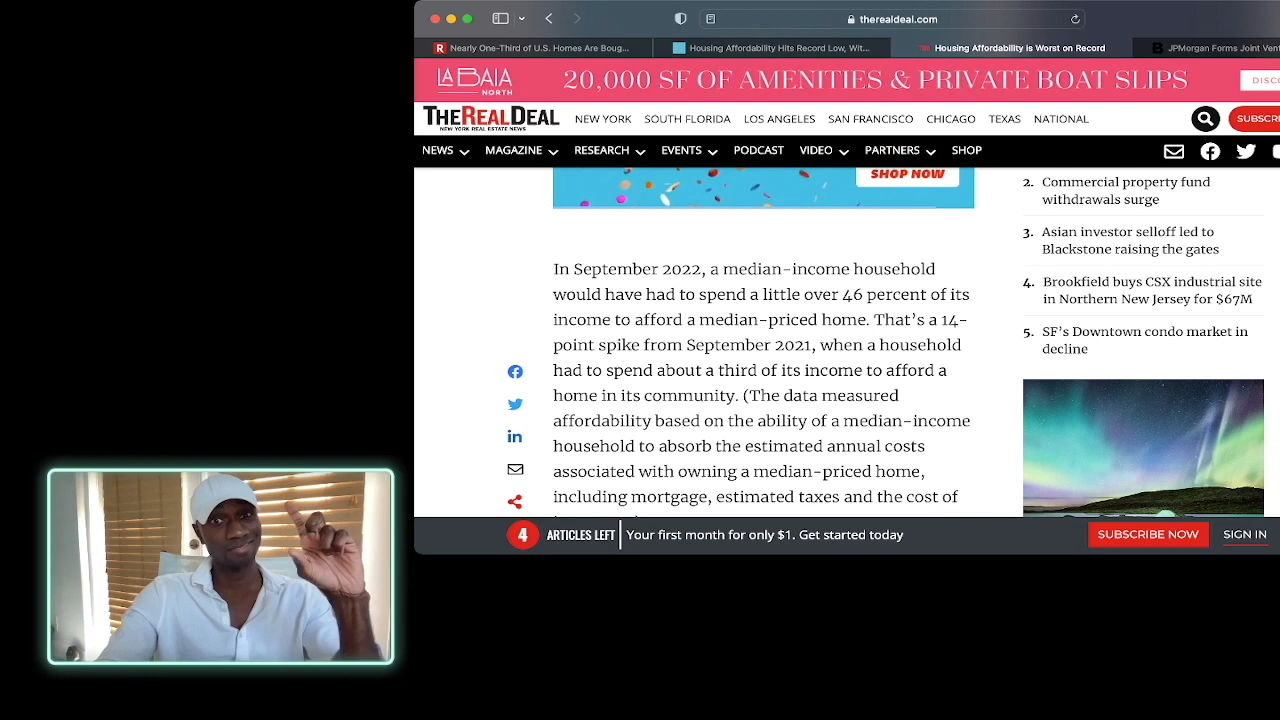 therealdeal.com
Nearly One-Third of U.S. Homes Are Boug...
Housing Affordability Hits Record Low, Wit...
Housing Affordability is Worst on Record
JPMorgan Forms Joint Vent
LA BAIA
NORTH
20,000 SF OF AMENITIES & PRIVATE BOAT SLIPS
DISC
THE REAL DEAL
NEW YORK REAL ESTATE NEWS
NEW YORK SOUTH FLORIDA LOS ANGELES SAN FRANCISCO CHICAGO TEXAS NATIONAL
SUBSCRI
NEWS MAGAZINE RESEARCH EVENTS PODCAST VIDEO PARTNERS SHOP
SHOP NOW
In September 2022, a median-income household
would have had to spend a little over 46 percent of its
income to afford a median-priced home. That's a 14-
point spike from September 2021, when a household
had to spend about a third of its income to afford a
home in its community. (The data measured
affordability based on the ability of a median-income
household to absorb the estimated annual costs
associated with owning a median-priced home,
including mortgage, estimated taxes and the cost of
2. Commercial property fund
withdrawals surge
3. Asian investor selloff led to
Blackstone raising the gates
4. Brookfield buys CSX industrial site
in Northern New Jersey for $67M
5. SF's Downtown condo market in
decline
4 ARTICLES LEFT Your first month for only $1. Get started today
SUBSCRIBE NOW
SIGN IN